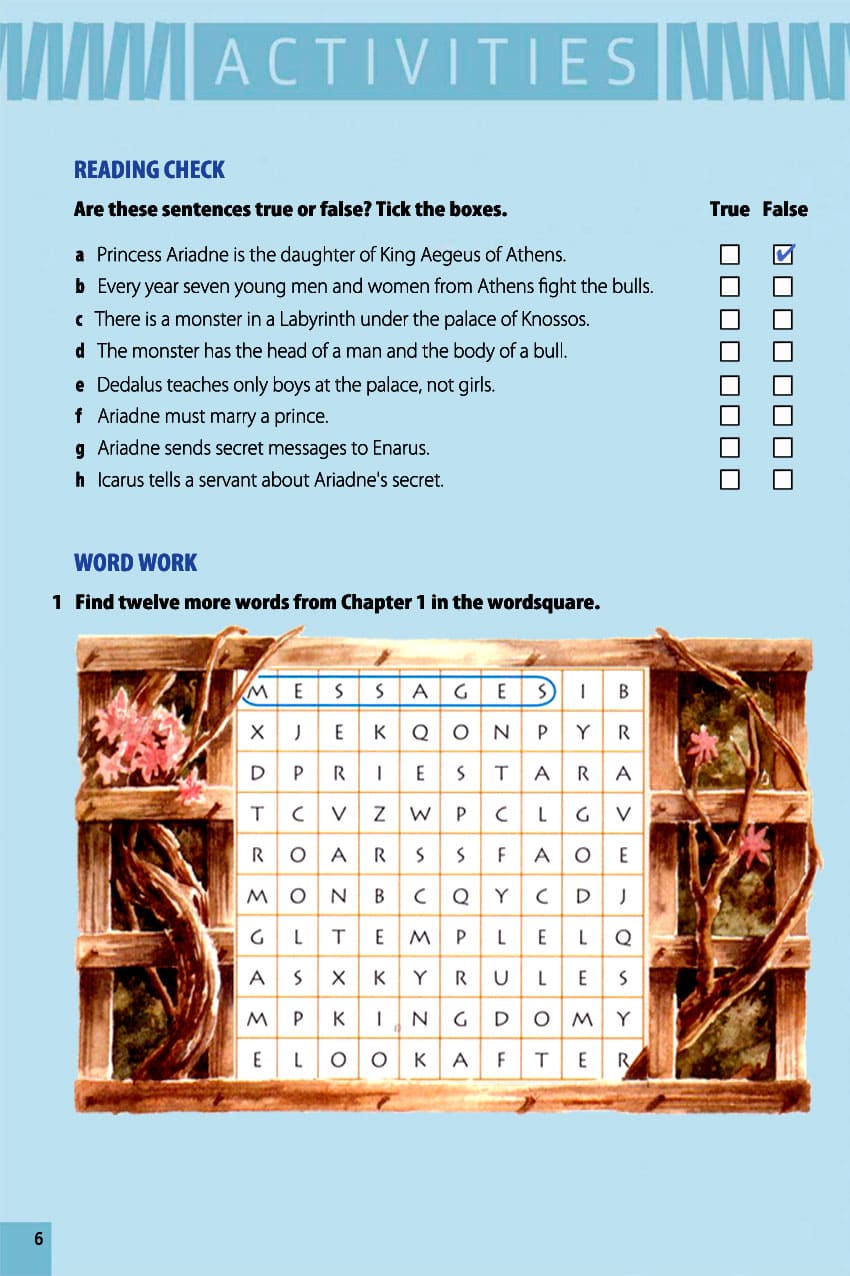 ACTIVITIES
READING CHECK
Are these sentences true or false? Tick the boxes. True False
a Princess Ariadne is the daughter of King Aegeus of Athens.
b Every year seven young men and women from Athens fight the bulls.
c There is a monster in a Labyrinth under the palace of Knossos.
d The monster has the head of a man and the body of a bull.
e Dedalus teaches only boys at the palace, not girls.
f Ariadne must marry a prince.
g Ariadne sends secret messages to Enarus.
h Icarus tells a servant about Ariadne's secret.
WORD WORK
1 Find twelve more words from Chapter 1 in the wordsquare.
M E S S A G E S I B
X J E K Q O N P Y R
D P R I E S T A R A
T C V Z W P C L G V
R O A R S S F A O E
M O N B C Q Y C D J
G L T E M P L E L Q
A S X K Y R U L E S
M P K I N G D O M Y
E L O O K A F T E R
6